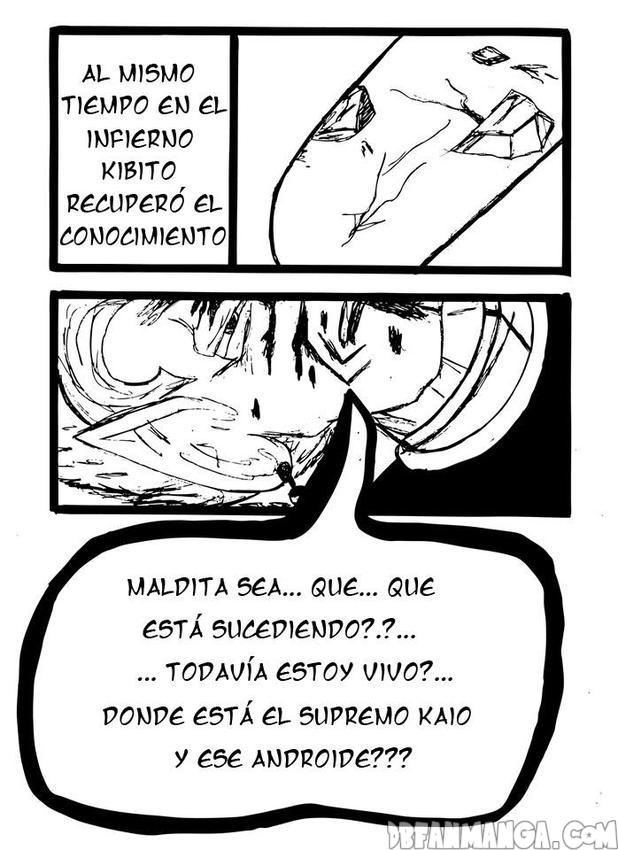 AL MISMO
TIEMPO EN EL
INFIERNO
KIBITO
RECUPERÓ EL
CONOCIMIENTO
MALDITA SEA... QUE... QUE
ESTÁ SUCEDIENDO?.?...
... TODAVÍA ESTOY VIVO?...
DONDE ESTÁ EL SUPREMO KAIO
Y ESE ANDROIDE???
DBFANMANGA.COM